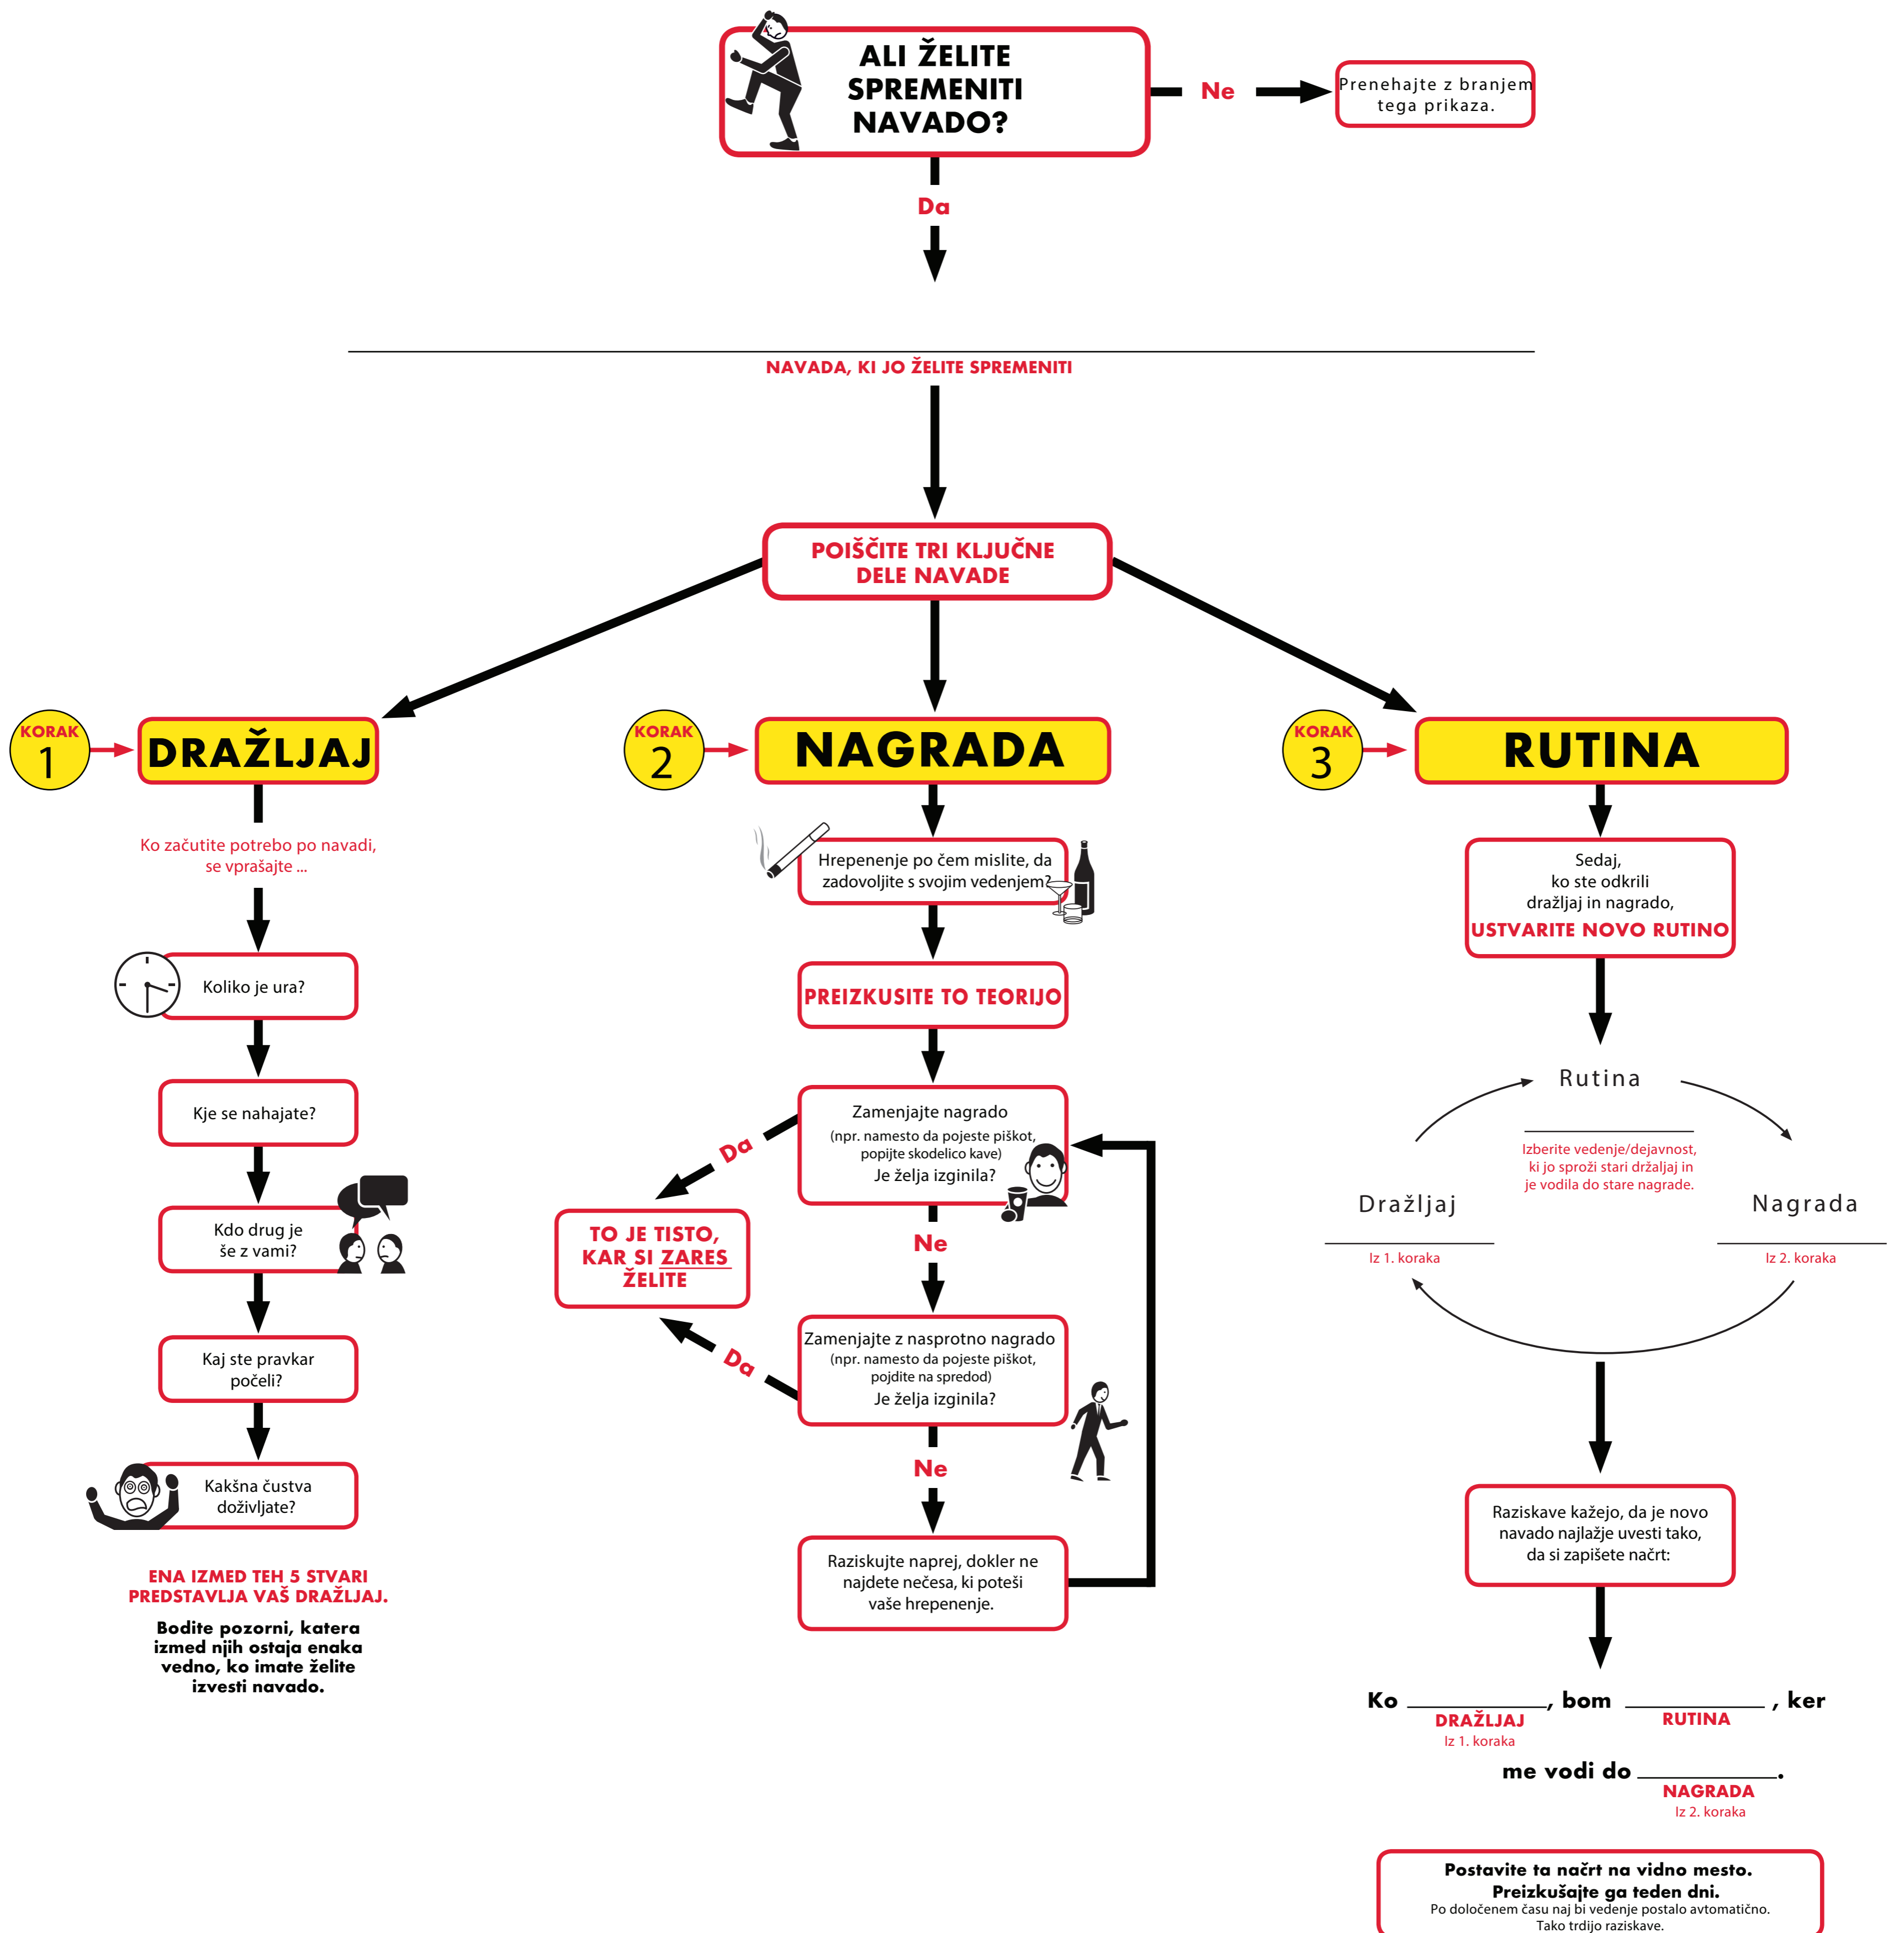 ALI ŽELITE
SPREMENITI
NAVADO?
Ne
Prenehajte z branjem
tega prikaza.
Da
NAVADA, KI JO ŽELITE SPREMENITI
POIŠČITE TRI KLJUČNE
DELE NAVADE
KORAK
1
DRAŽLJAJ
Ko začutite potrebo po navadi,
se vprašajte ...
Koliko je ura?
Kje se nahajate?
Kdo drug je
še z vami?
Kaj ste pravkar
počeli?
Kakšna čustva
doživljate?
ENA IZMED TEH 5 STVARI
PREDSTAVLJA VAŠ DRAŽLJAJ.
Bodite pozorni, katera
izmed njih ostaja enaka
vedno, ko imate želite
izvesti navado.
KORAK
2
NAGRADA
Hrepenenje po čem mislite, da
zadovoljite s svojim vedenjem?
PREIZKUSITE TO TEORIJO
Zamenjajte nagrado
(npr. namesto da pojeste piškot,
popijte skodelico kave)
Je želja izginila?
Da
TO JE TISTO,
KAR SI ZARES
ŽELITE
Ne
Zamenjajte z nasprotno nagrado
(npr. namesto da pojeste piškot,
pojdite na spredod)
Je želja izginila?
Da
Ne
Raziskujte naprej, dokler ne
najdete nečesa, ki poteši
vaše hrepenenje.
KORAK
3
RUTINA
Sedaj,
ko ste odkrili
dražljaj in nagrado,
USTVARITE NOVO RUTINO
Rutina
Izberite vedenje/dejavnost,
ki jo sproži stari držaljaj in
je vodila do stare nagrade.
Dražljaj
Iz 1. koraka
Nagrada
Iz 2. koraka
Raziskave kažejo, da je novo
navado najlažje uvesti tako,
da si zapišete načrt:
Ko ____________, bom ____________ , ker
DRAŽLJAJ
RUTINA
Iz 1. koraka
me vodi do ____________.
NAGRADA
Iz 2. koraka
Postavite ta načrt na vidno mesto.
Preizkušajte ga teden dni.
Po določenem času naj bi vedenje postalo avtomatično.
Tako trdijo raziskave.